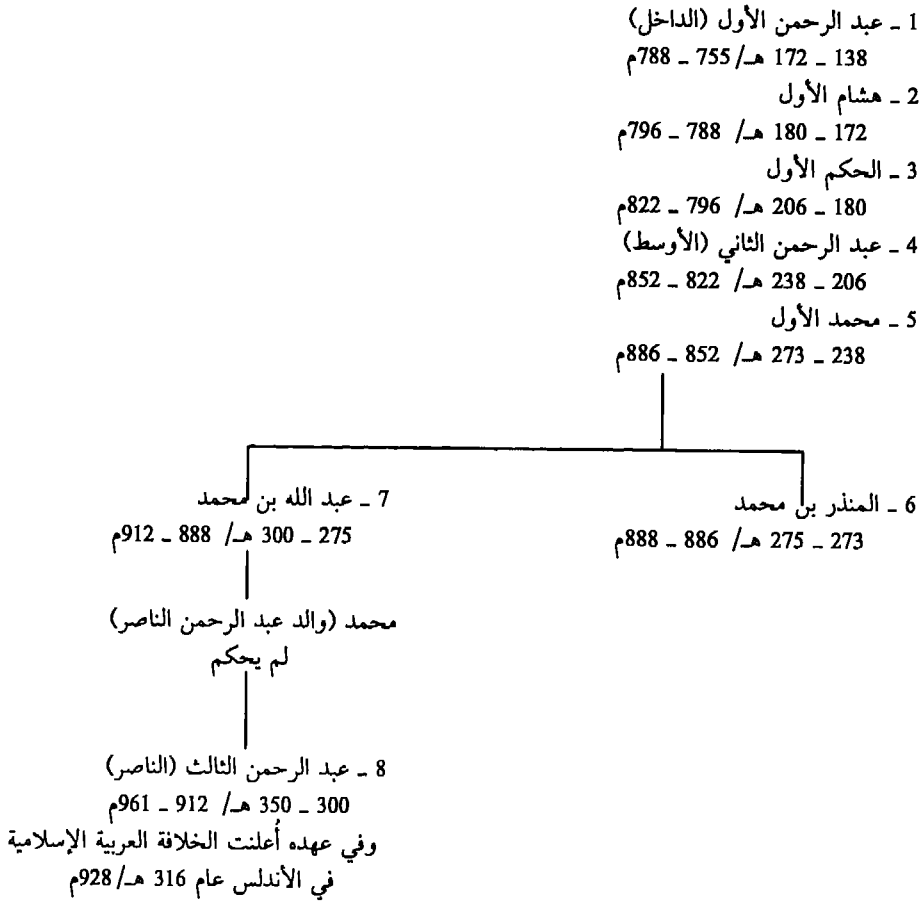 1 ـ عبد الرحمن الأول (الداخل)
138 ـ 172 هـ/ 755 ـ 788م
2 ـ هشام الأول
172 ـ 180 هـ/ 788 ـ 796م
3 ـ الحكم الأول
180 ـ 206 هـ/ 796 ـ 822م
4 ـ عبد الرحمن الثاني (الأوسط)
206 ـ 238 هـ/ 822 ـ 852م
5 ـ محمد الأول
238 ـ 273 هـ/ 852 ـ 886م
6 ـ المنذر بن محمد
273 ـ 275 هـ/ 886 ـ 888م
7 ـ عبد الله بن محمد
275 ـ 300 هـ/ 888 ـ 912م
محمد (والد عبد الرحمن الناصر)
لم يحكم
8 ـ عبد الرحمن الثالث (الناصر)
300 ـ 350 هـ/ 912 ـ 961م
وفي عهده أُعلنت الخلافة العربية الإسلامية
في الأندلس عام 316 هـ/928م